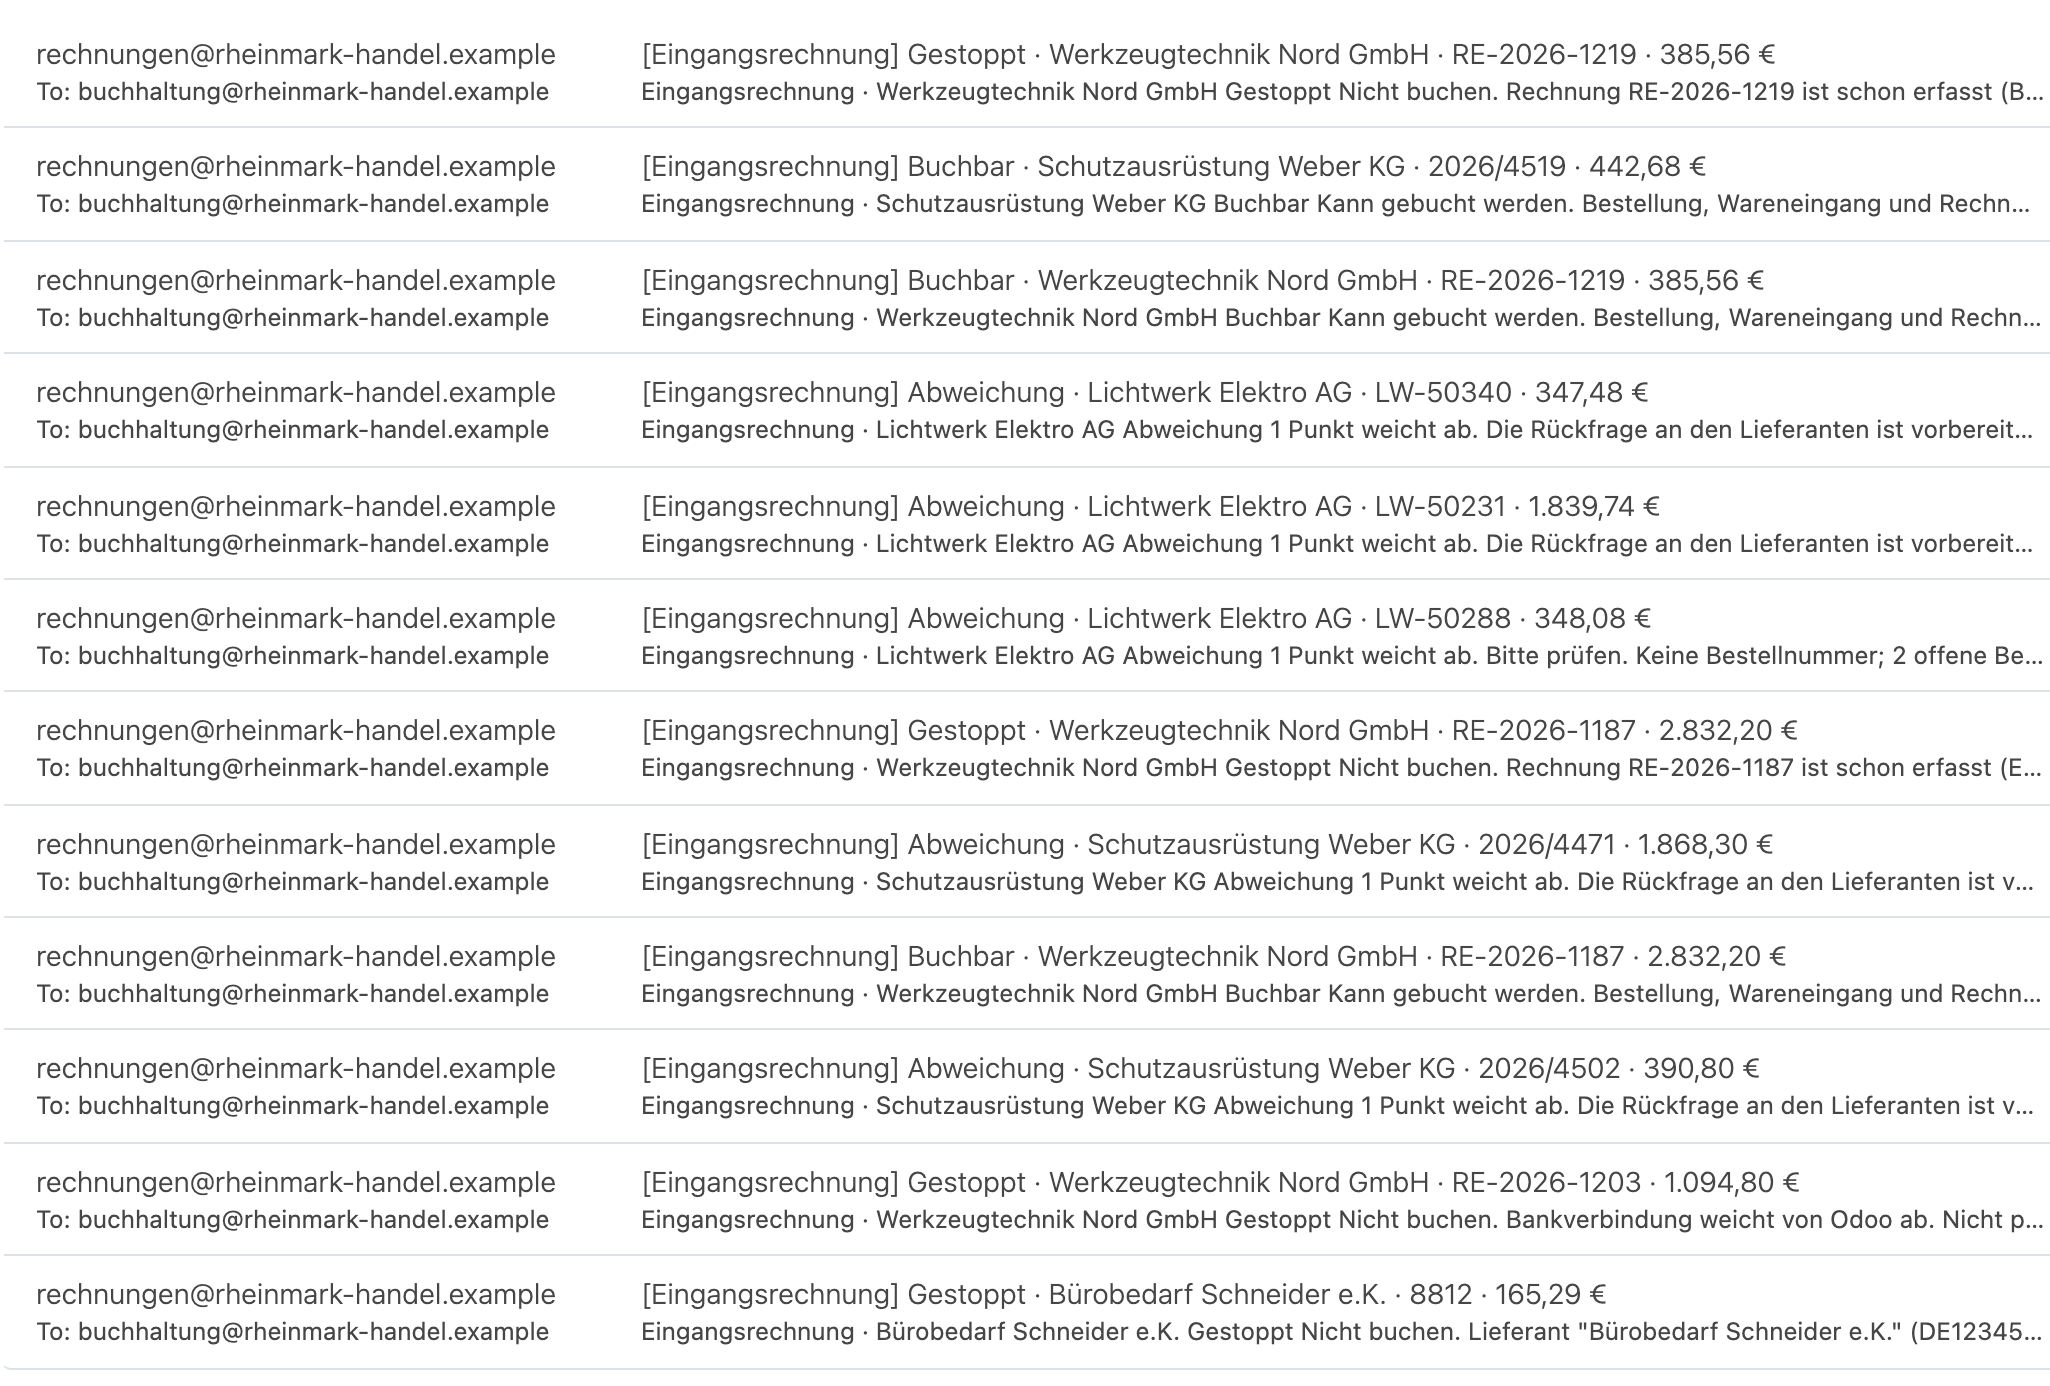 rechnungen@rheinmark-handel.example [Eingangsrechnung] Gestoppt · Werkzeugtechnik Nord GmbH · RE-2026-1219 · 385,56 €
To: buchhaltung@rheinmark-handel.example Eingangsrechnung · Werkzeugtechnik Nord GmbH Gestoppt Nicht buchen. Rechnung RE-2026-1219 ist schon erfasst (B...
rechnungen@rheinmark-handel.example [Eingangsrechnung] Buchbar · Schutzausrüstung Weber KG · 2026/4519 · 442,68 €
To: buchhaltung@rheinmark-handel.example Eingangsrechnung · Schutzausrüstung Weber KG Buchbar Kann gebucht werden. Bestellung, Wareneingang und Rechn...
rechnungen@rheinmark-handel.example [Eingangsrechnung] Buchbar · Werkzeugtechnik Nord GmbH · RE-2026-1219 · 385,56 €
To: buchhaltung@rheinmark-handel.example Eingangsrechnung · Werkzeugtechnik Nord GmbH Buchbar Kann gebucht werden. Bestellung, Wareneingang und Rechn...
rechnungen@rheinmark-handel.example [Eingangsrechnung] Abweichung · Lichtwerk Elektro AG · LW-50340 · 347,48 €
To: buchhaltung@rheinmark-handel.example Eingangsrechnung · Lichtwerk Elektro AG Abweichung 1 Punkt weicht ab. Die Rückfrage an den Lieferanten ist vorbereit...
rechnungen@rheinmark-handel.example [Eingangsrechnung] Abweichung · Lichtwerk Elektro AG · LW-50231 · 1.839,74 €
To: buchhaltung@rheinmark-handel.example Eingangsrechnung · Lichtwerk Elektro AG Abweichung 1 Punkt weicht ab. Die Rückfrage an den Lieferanten ist vorbereit...
rechnungen@rheinmark-handel.example [Eingangsrechnung] Abweichung · Lichtwerk Elektro AG · LW-50288 · 348,08 €
To: buchhaltung@rheinmark-handel.example Eingangsrechnung · Lichtwerk Elektro AG Abweichung 1 Punkt weicht ab. Bitte prüfen. Keine Bestellnummer; 2 offene Be...
rechnungen@rheinmark-handel.example [Eingangsrechnung] Gestoppt · Werkzeugtechnik Nord GmbH · RE-2026-1187 · 2.832,20 €
To: buchhaltung@rheinmark-handel.example Eingangsrechnung · Werkzeugtechnik Nord GmbH Gestoppt Nicht buchen. Rechnung RE-2026-1187 ist schon erfasst (E...
rechnungen@rheinmark-handel.example [Eingangsrechnung] Abweichung · Schutzausrüstung Weber KG · 2026/4471 · 1.868,30 €
To: buchhaltung@rheinmark-handel.example Eingangsrechnung · Schutzausrüstung Weber KG Abweichung 1 Punkt weicht ab. Die Rückfrage an den Lieferanten ist v...
rechnungen@rheinmark-handel.example [Eingangsrechnung] Buchbar · Werkzeugtechnik Nord GmbH · RE-2026-1187 · 2.832,20 €
To: buchhaltung@rheinmark-handel.example Eingangsrechnung · Werkzeugtechnik Nord GmbH Buchbar Kann gebucht werden. Bestellung, Wareneingang und Rechn...
rechnungen@rheinmark-handel.example [Eingangsrechnung] Abweichung · Schutzausrüstung Weber KG · 2026/4502 · 390,80 €
To: buchhaltung@rheinmark-handel.example Eingangsrechnung · Schutzausrüstung Weber KG Abweichung 1 Punkt weicht ab. Die Rückfrage an den Lieferanten ist v...
rechnungen@rheinmark-handel.example [Eingangsrechnung] Gestoppt · Werkzeugtechnik Nord GmbH · RE-2026-1203 · 1.094,80 €
To: buchhaltung@rheinmark-handel.example Eingangsrechnung · Werkzeugtechnik Nord GmbH Gestoppt Nicht buchen. Bankverbindung weicht von Odoo ab. Nicht p...
rechnungen@rheinmark-handel.example [Eingangsrechnung] Gestoppt · Bürobedarf Schneider e.K. · 8812 · 165,29 €
To: buchhaltung@rheinmark-handel.example Eingangsrechnung · Bürobedarf Schneider e.K. Gestoppt Nicht buchen. Lieferant "Bürobedarf Schneider e.K." (DE12345...